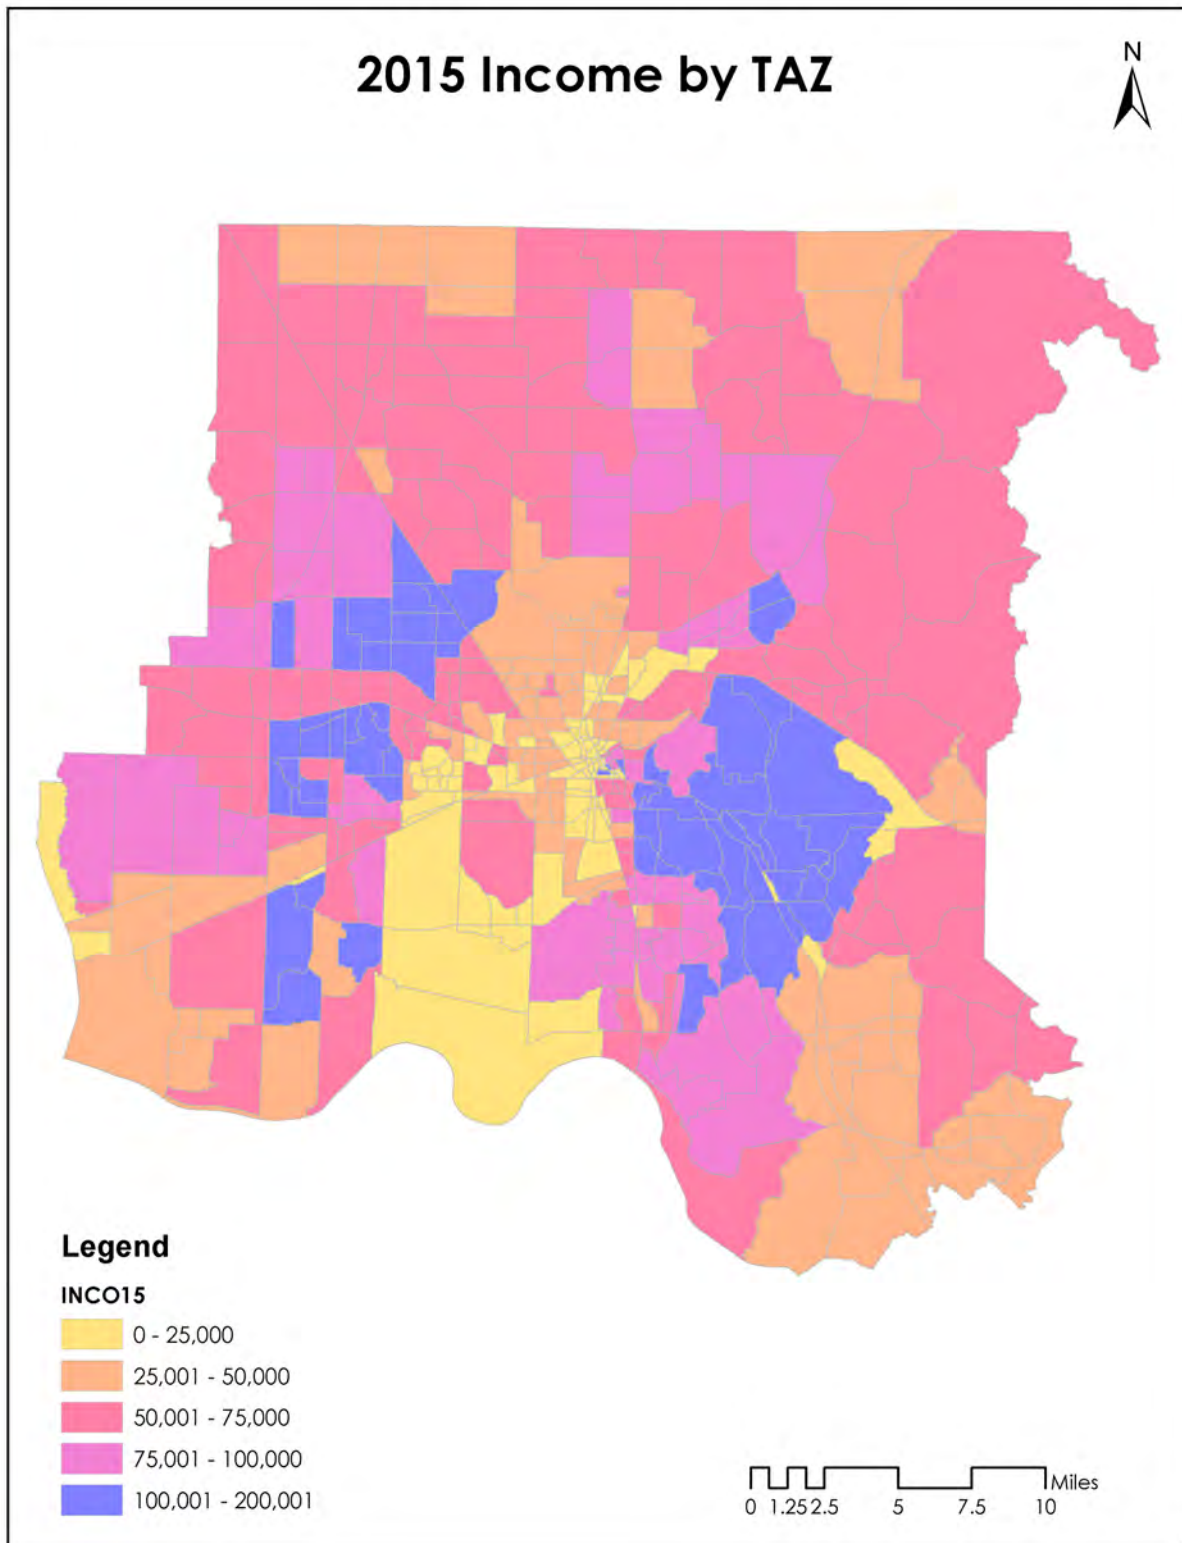 2015 Income by TAZ
N
Legend
INCO15
0 - 25,000
25,001 - 50,000
50,001 - 75,000
75,001 - 100,000
100,001 - 200,001
Miles
0 1.25 2.5 5 7.5 10